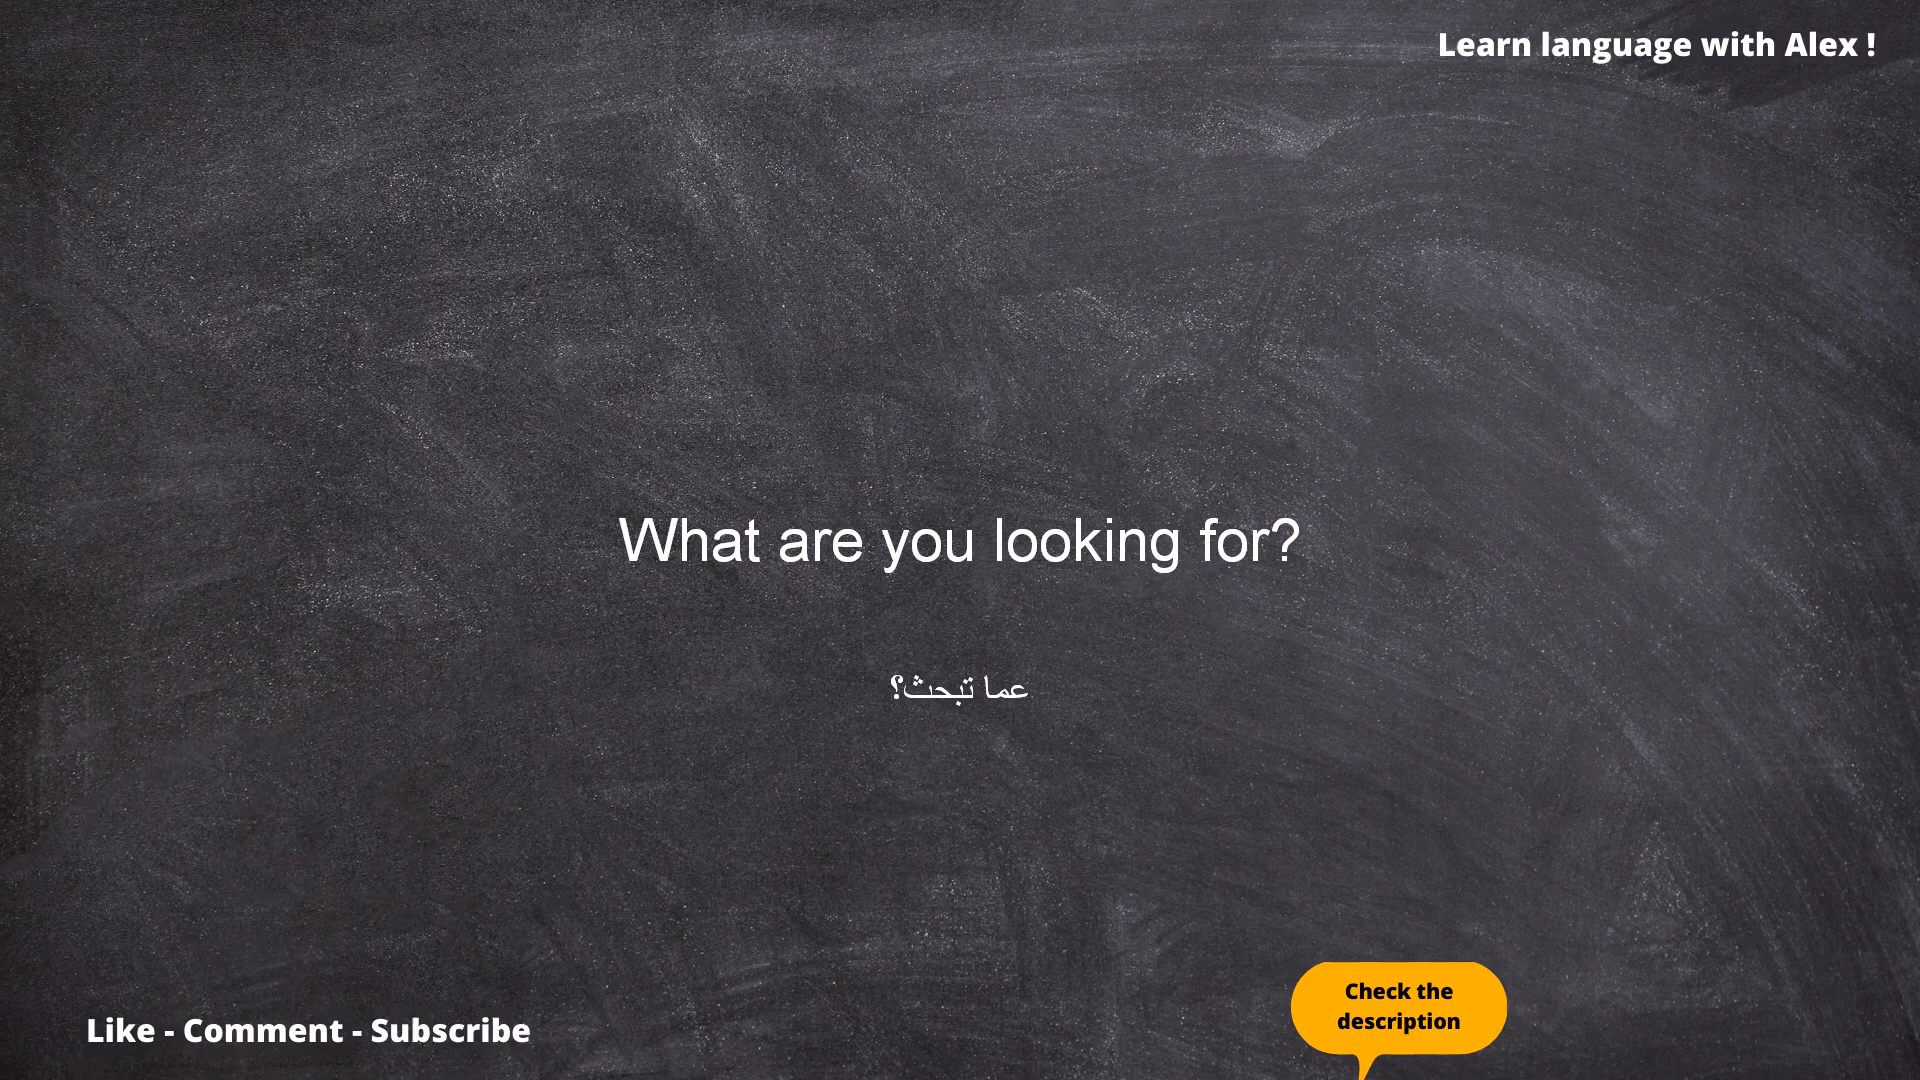 Learn language with Alex !
What are you looking for?
عما تبحث؟
Check the
description
Like - Comment - Subscribe